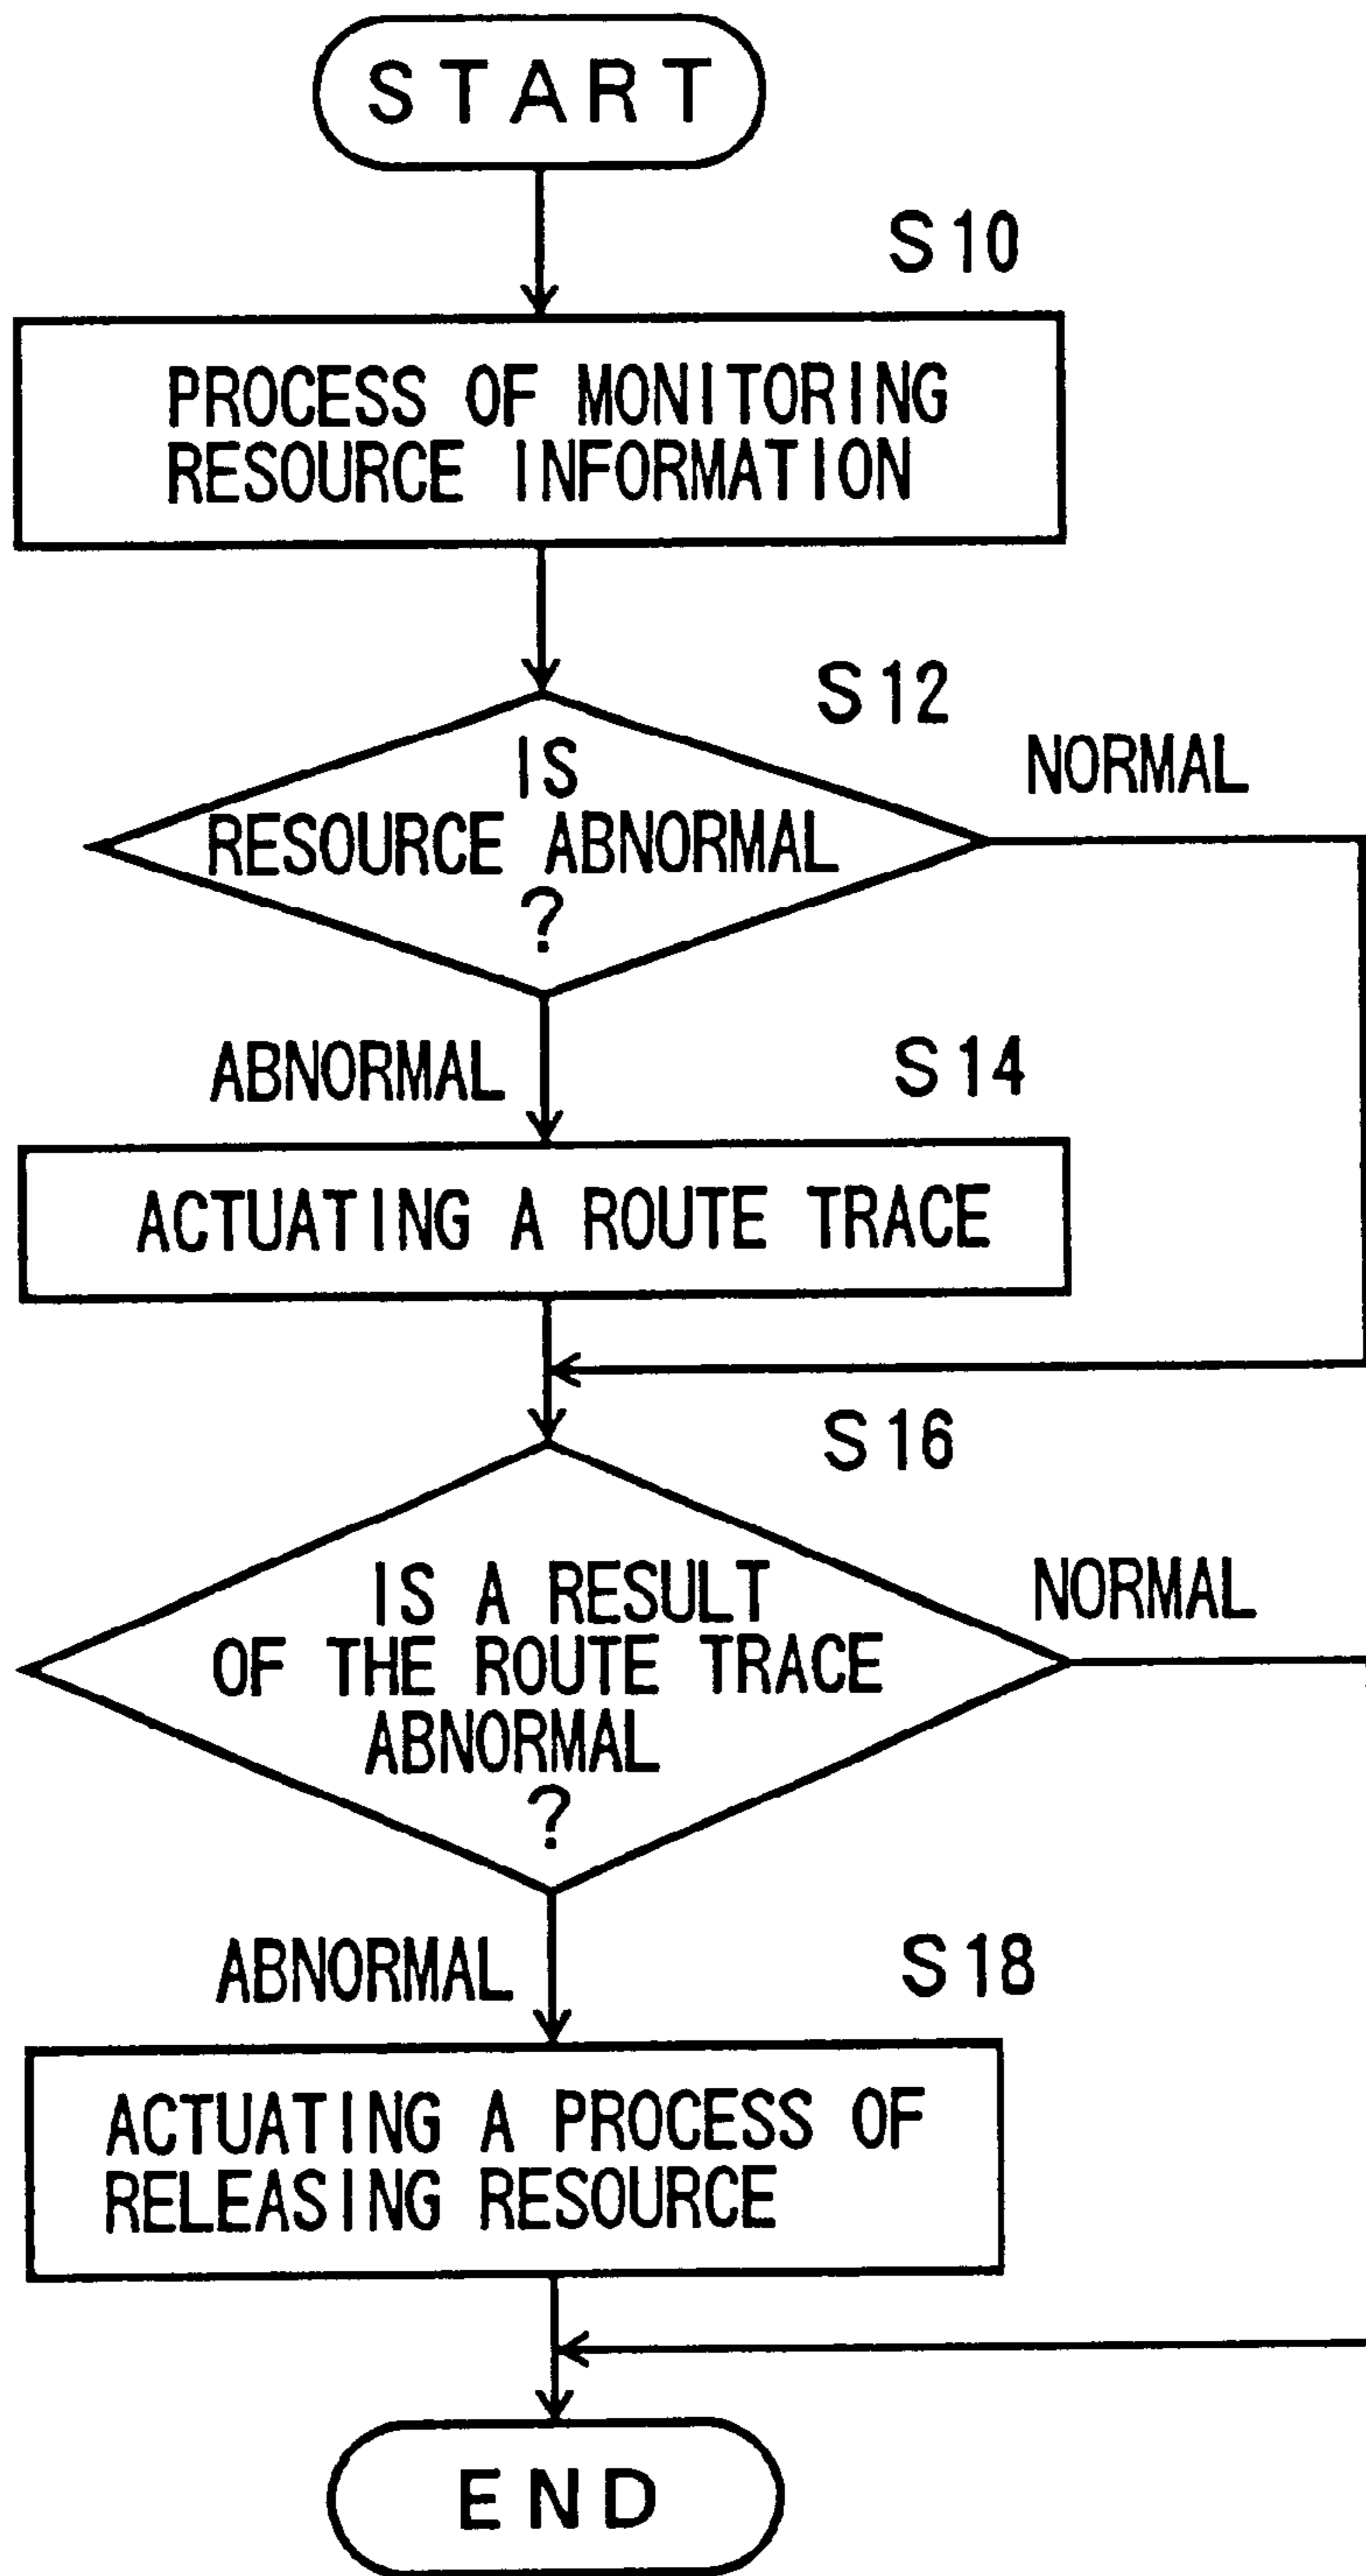 START
S10
PROCESS OF MONITORING
RESOURCE INFORMATION
S12
IS
RESOURCE ABNORMAL
?
NORMAL
ABNORMAL
S14
ACTUATING A ROUTE TRACE
S16
IS A RESULT
OF THE ROUTE TRACE
ABNORMAL
?
NORMAL
ABNORMAL
S18
ACTUATING A PROCESS OF
RELEASING RESOURCE
END